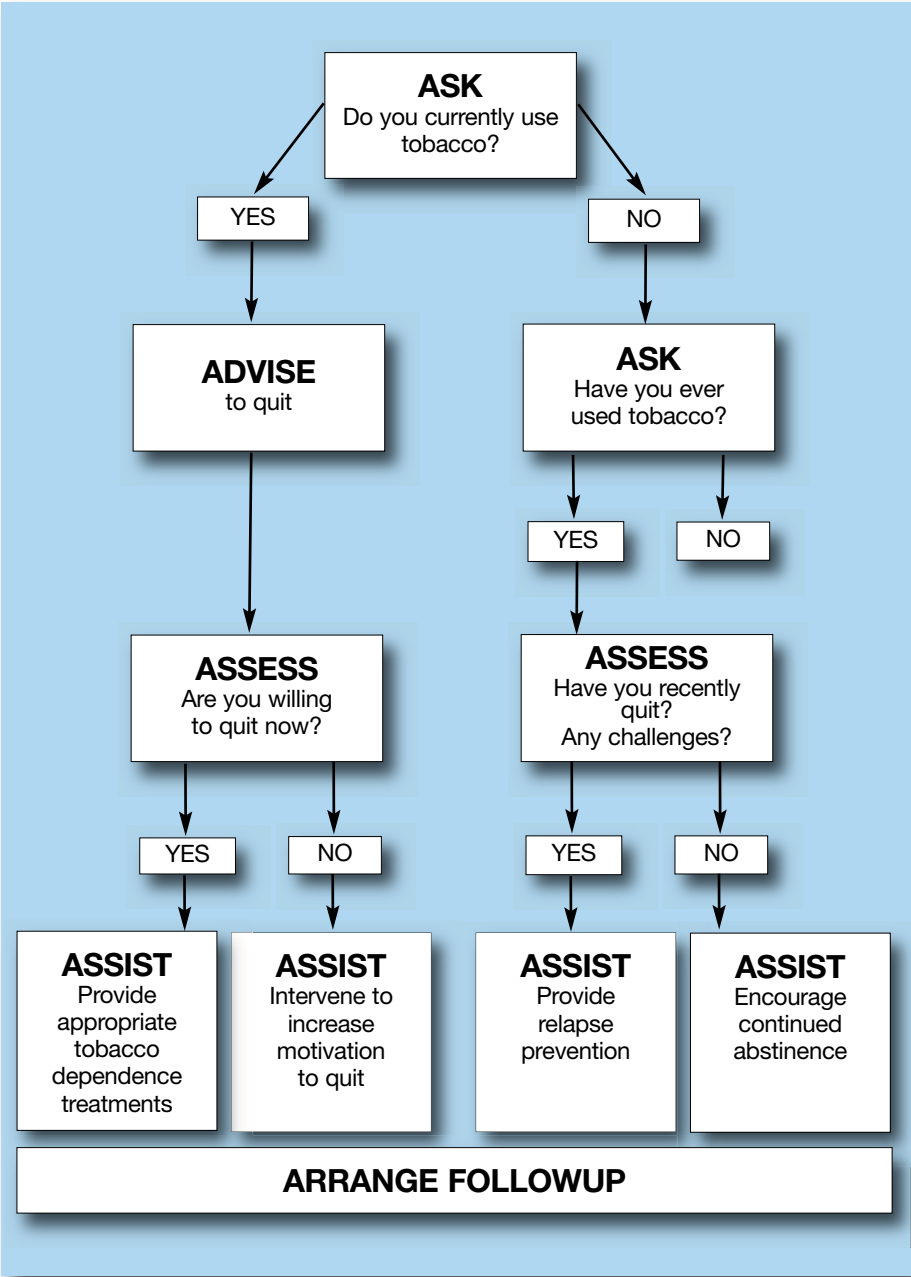 ASK
Do you currently use
tobacco?
YES
NO
ADVISE
to quit
ASK
Have you ever
used tobacco?
YES
NO
ASSESS
Are you willing
to quit now?
ASSESS
Have you recently
quit?
Any challenges?
YES
NO
YES
NO
ASSIST
Provide
appropriate
tobacco
dependence
treatments
ASSIST
Intervene to
increase
motivation
to quit
ASSIST
Provide
relapse
prevention
ASSIST
Encourage
continued
abstinence
ARRANGE FOLLOWUP